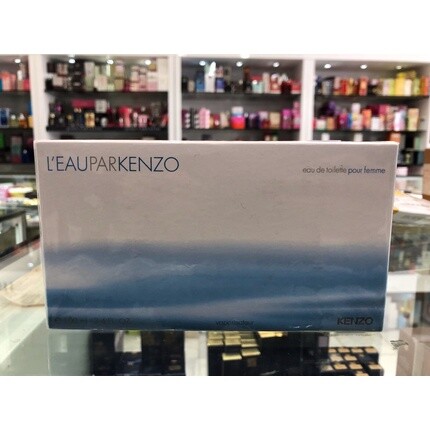 L'EAUPARKENZO
eau de toilette pour femme
KENZO